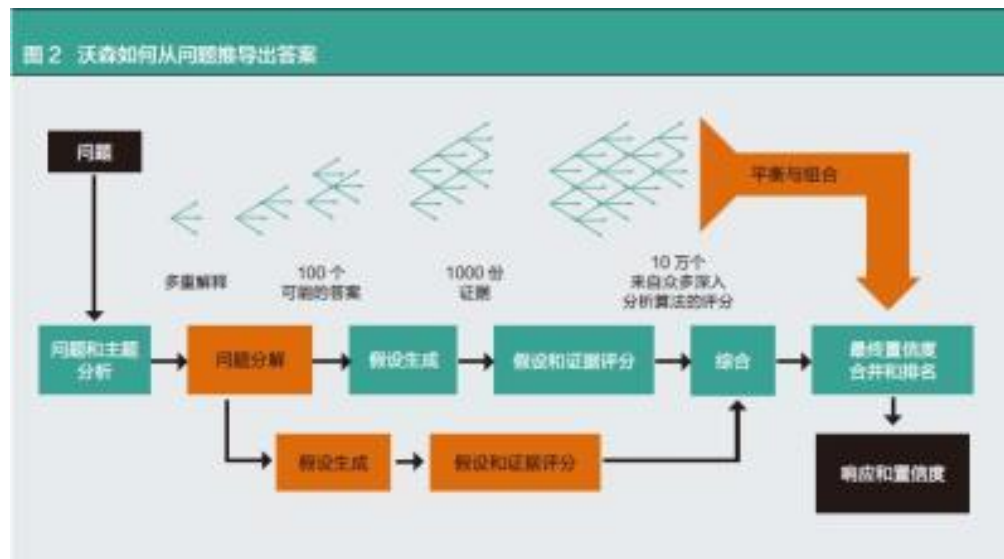 图 2 沃森如何从问题推导出答案
问题
平衡与组合
多重解释
100 个
可能的答案
1000 份
证据
10 万个
来自众多深入
分析算法的评分
问题和主题
分析
问题分解
假设生成
假设和证据评分
综合
最终置信度
合并和排名
假设生成
假设和证据评分
响应和置信度